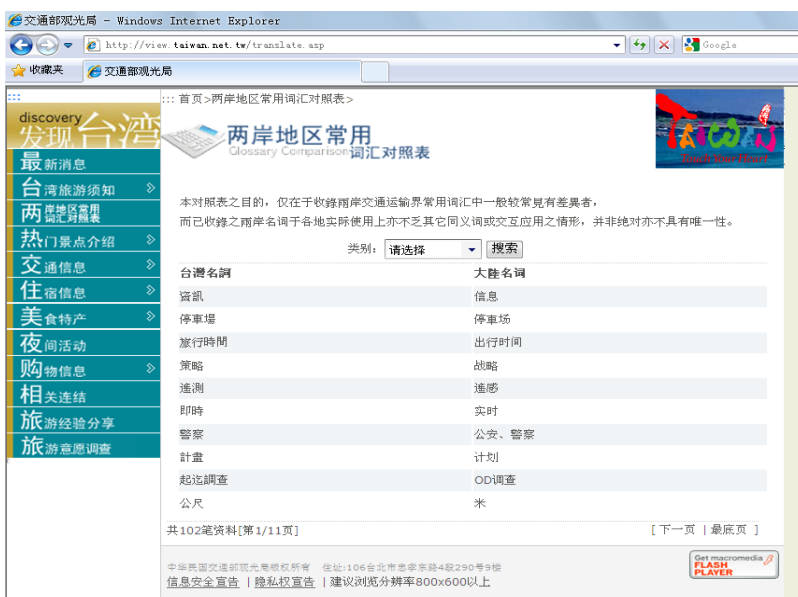 交通部观光局 - Windows Internet Explorer
http://view.taiwan.net.tw/translate.asp
Google
收藏夹
交通部观光局
::: 
::: 首页>两岸地区常用词汇对照表>
discovery
发现台湾
两岸地区常用
Glossary Comparison词汇对照表
TAIWAN
Touch Your Heart
最新消息
台湾旅游须知
两岸地区常用词汇对照表
热门景点介绍
交通信息
住宿信息
美食特产
夜间活动
购物信息
相关连结
旅游经验分享
旅游意愿调查
本对照表之目的，仅在于收錄兩岸交通运输界常用词汇中一般较常見有差異者，
而已收錄之兩岸名词于各地实际使用上亦不乏其它同义词或交互应用之情形，并非绝对亦不具有唯一性。
类别: 请选择 搜索
台灣名詞 大陸名词
資訊 信息
停車場 停車场
旅行時間 出行时间
策略 战略
遙測 遙感
即時 实时
警察 公安、警察
計畫 计划
起迄調查 OD调查
公尺 米
共102笔资料[第1/11页] [ 下一页 | 最底页 ]
中华民国交通部观光局版权所有 住址:106台北市忠孝东路4段290号9楼
信息安全宣告 | 隐私权宣告 | 建议浏览分辨率800x600以上
Get macromedia
FLASH
PLAYER